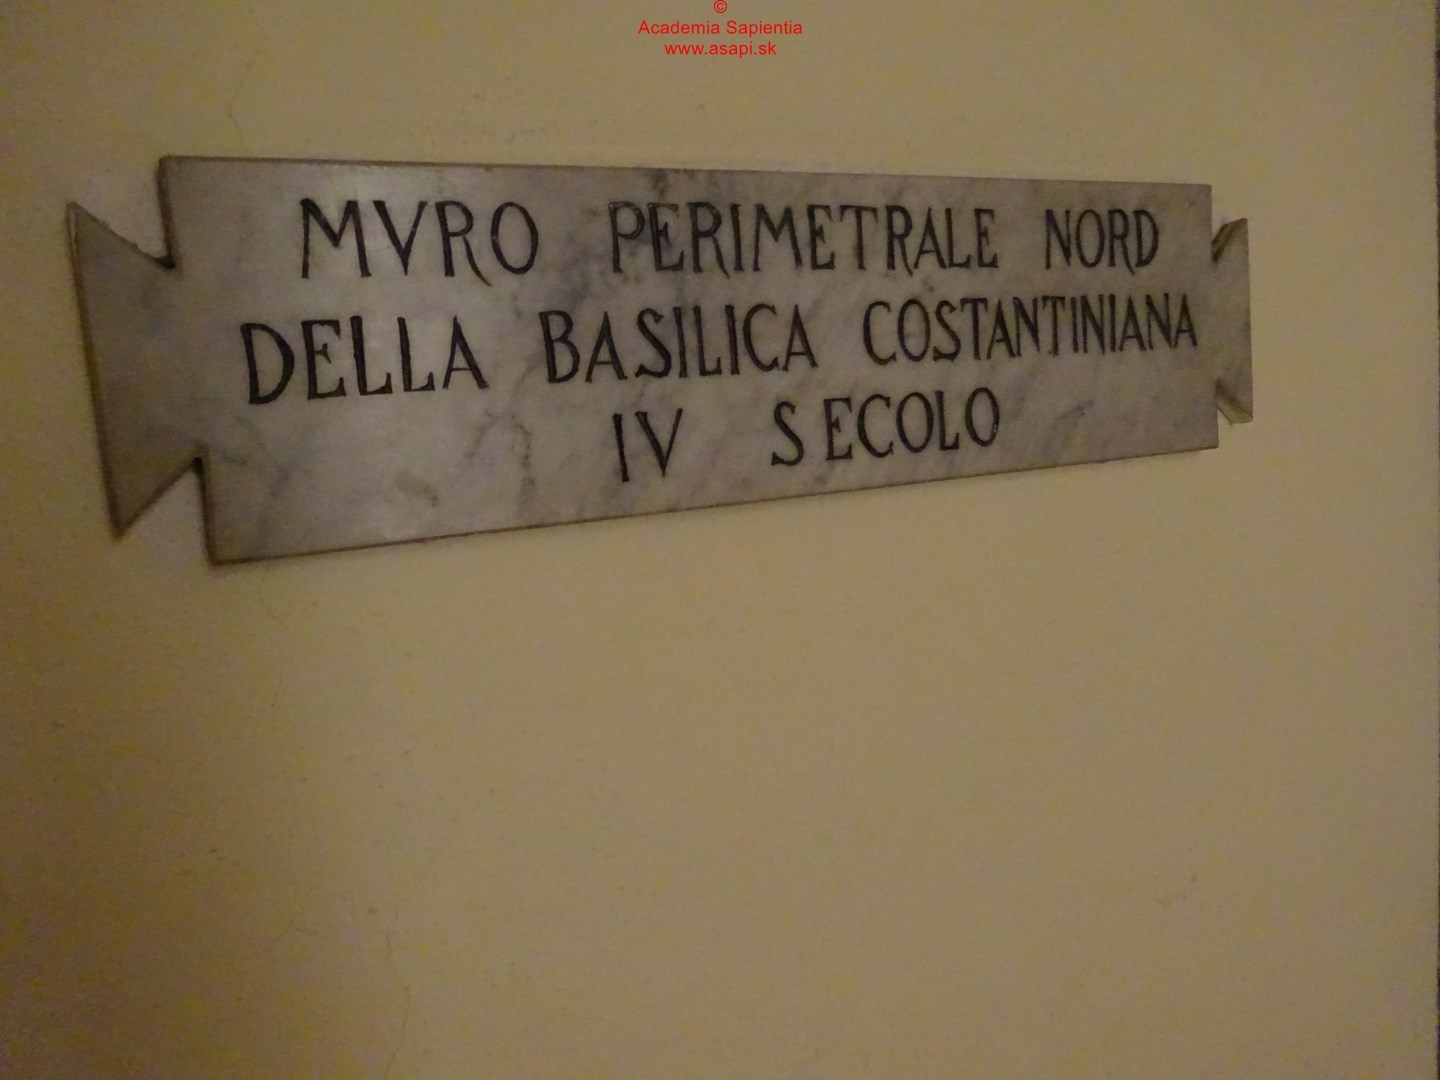 ©
Academia Sapientia
www.asapi.sk
MVRO PERIMETRALE NORD
DELLA BASILICA COSTANTINIANA
IV SECOLO